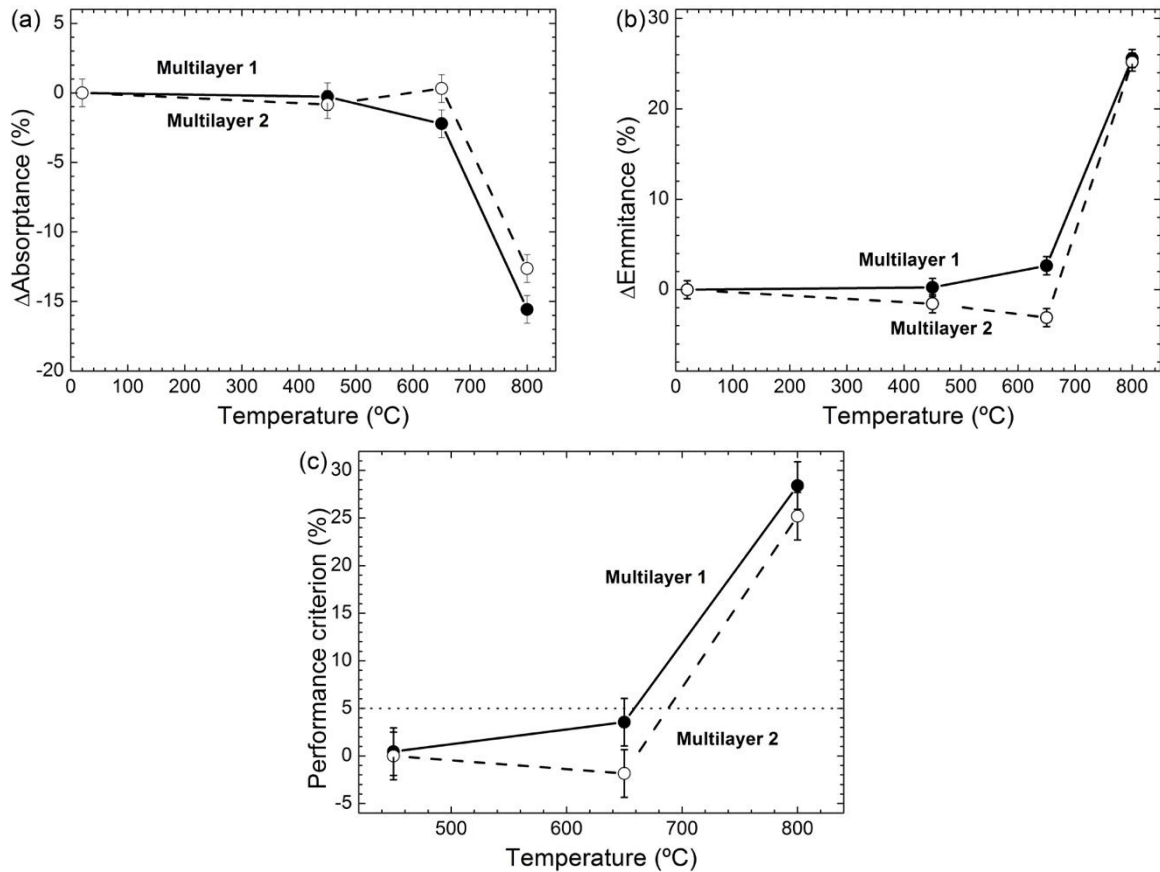 (a)
5
0
-5
-10
-15
-20
ΔAbsorptance (%)
Multilayer 1
Multilayer 2
0 100 200 300 400 500 600 700 800
Temperature (ºC)
(b)
30
20
10
0
ΔEmmitance (%)
Multilayer 1
Multilayer 2
0 100 200 300 400 500 600 700 800
Temperature (ºC)
(c)
30
25
20
15
10
5
0
-5
Performance criterion (%)
Multilayer 1
Multilayer 2
500 600 700 800
Temperature (ºC)